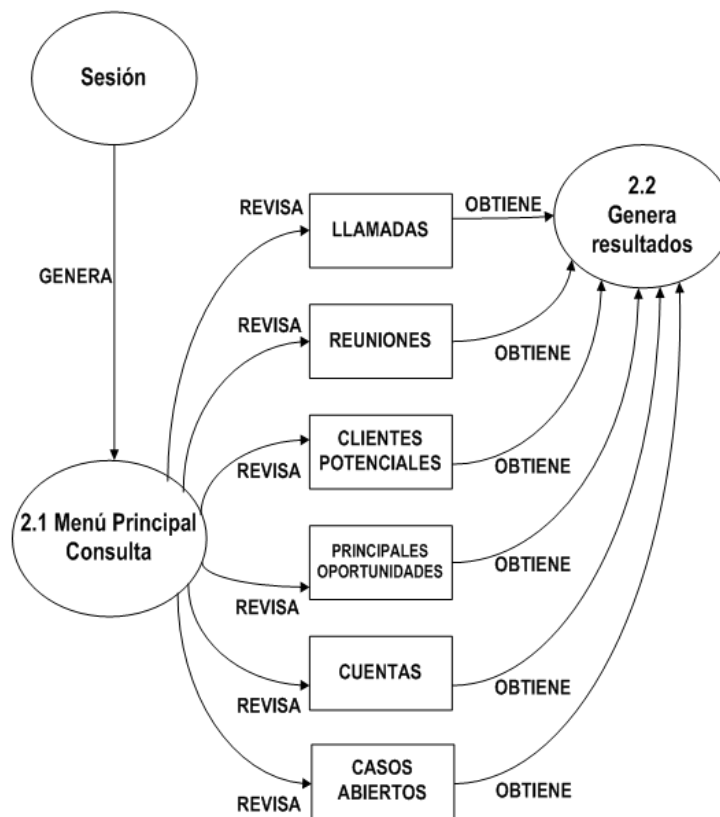 Sesión
GENERA
2.1 Menú Principal
Consulta
REVISA
LLAMADAS
OBTIENE
2.2
Genera
resultados
REVISA
REUNIONES
OBTIENE
REVISA
CLIENTES
POTENCIALES
OBTIENE
REVISA
PRINCIPALES
OPORTUNIDADES
OBTIENE
REVISA
CUENTAS
OBTIENE
REVISA
CASOS
ABIERTOS
OBTIENE